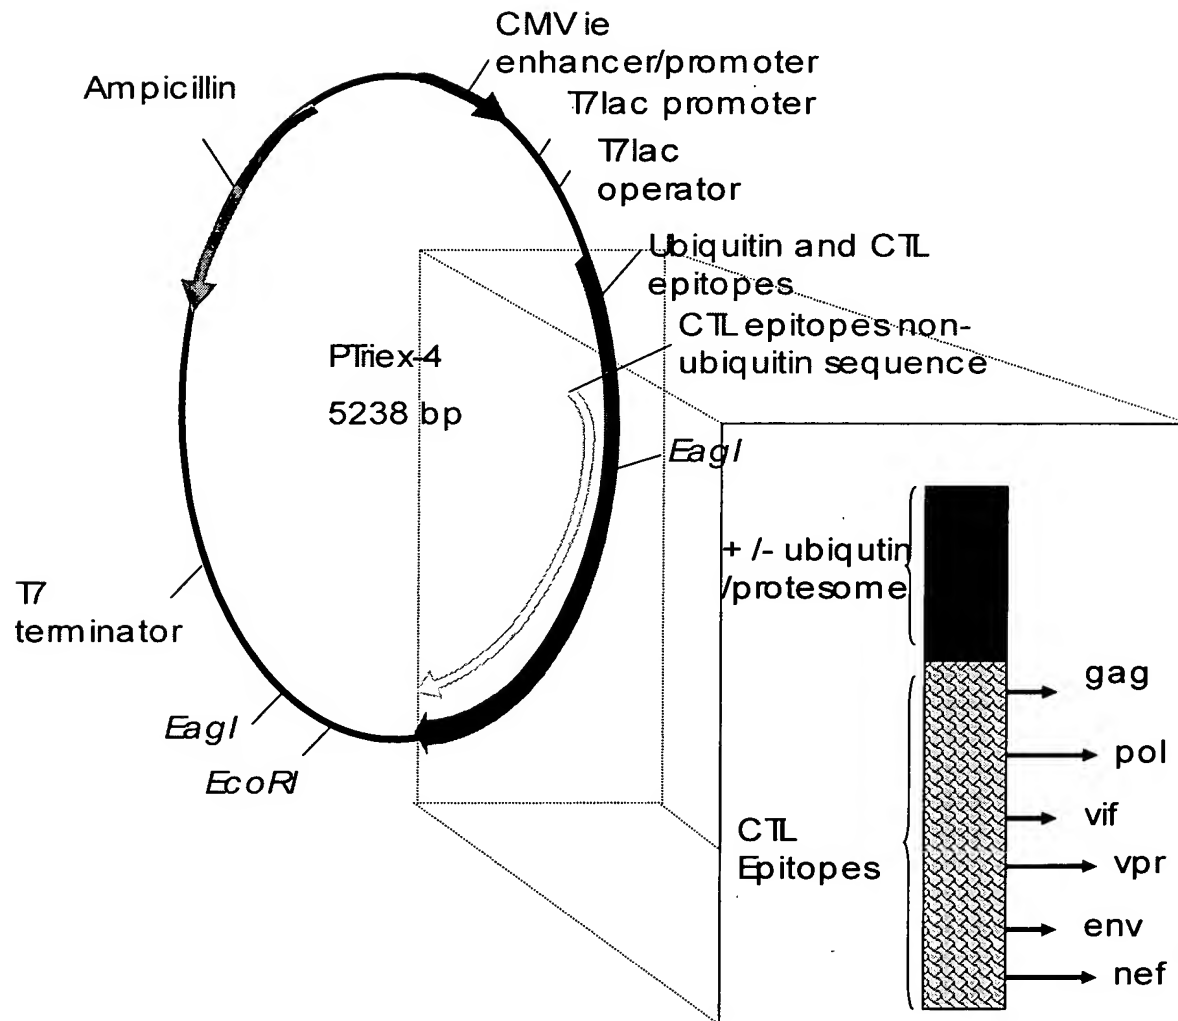 CMV ie
enhancer/promoter
Ampicillin
T7lac promoter
T7lac
operator
Ubiquitin and CTL
epitopes
CTL epitopes non-
ubiquitin sequence
PTriex-4
5238 bp
EagI
+ /- ubiqutin
/protesome
T7
terminator
gag
pol
EagI
EcoRI
vif
CTL
Epitopes
vpr
env
nef